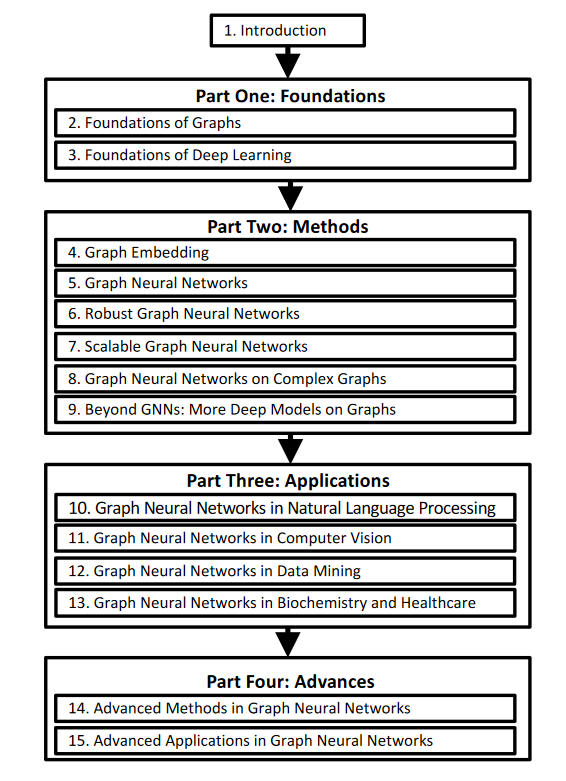 1. Introduction
Part One: Foundations
2. Foundations of Graphs
3. Foundations of Deep Learning
Part Two: Methods
4. Graph Embedding
5. Graph Neural Networks
6. Robust Graph Neural Networks
7. Scalable Graph Neural Networks
8. Graph Neural Networks on Complex Graphs
9. Beyond GNNs: More Deep Models on Graphs
Part Three: Applications
10. Graph Neural Networks in Natural Language Processing
11. Graph Neural Networks in Computer Vision
12. Graph Neural Networks in Data Mining
13. Graph Neural Networks in Biochemistry and Healthcare
Part Four: Advances
14. Advanced Methods in Graph Neural Networks
15. Advanced Applications in Graph Neural Networks